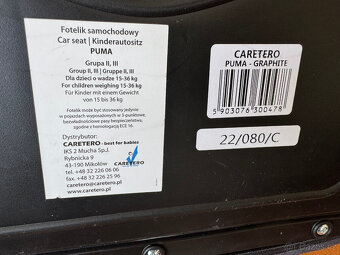 Fotelik samochodowy
Car seat | Kinderautositz
PUMA
Grupa II, III
Group II, III | Gruppe II, III
Dla dzieci o wadze 15-36 kg
For children weighing 15-36 kg
Für Kinder mit einem Gewicht
von 15 bis 36 kg
Fotelik może być stosowany jedynie
w pojazdach wyposażonych w 3-punktowe,
bezwładnościowe pasy bezpieczeństwa,
zgodne z homologacją ECE 16.
Dystrybutor:
CARETERO - best for babies
IKS 2 Mucha Sp.J.
Rybnicka 9
43-190 Mikołów
tel. +48 32 226 06 06
fax +48 32 226 25 96
caretero@caretero.pl
www.caretero.pl
CARETERO
CARETERO
PUMA - GRAPHITE
5 903076 300478
22/080/C